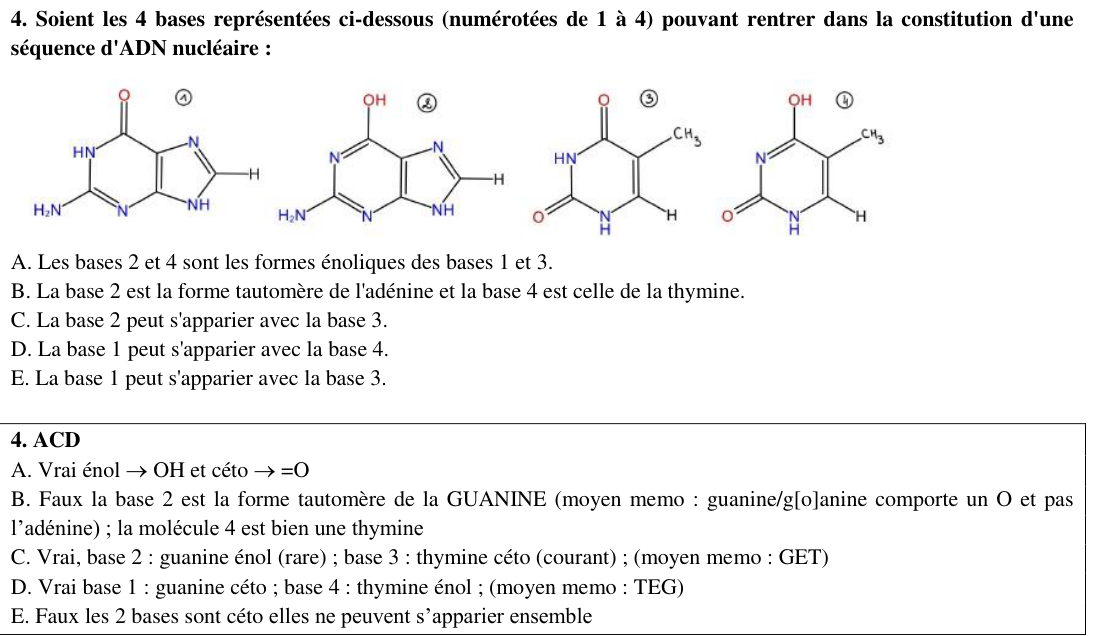 4. Soient les 4 bases représentées ci-dessous (numérotées de 1 à 4) pouvant rentrer dans la constitution d'une
séquence d'ADN nucléaire :
O ① OH ② O ③ OH ④
CH₃ CH₃
HN N N N HN N
H H
H₂N N NH H₂N N NH O N H H O N H H
A. Les bases 2 et 4 sont les formes énoliques des bases 1 et 3.
B. La base 2 est la forme tautomère de l'adénine et la base 4 est celle de la thymine.
C. La base 2 peut s'apparier avec la base 3.
D. La base 1 peut s'apparier avec la base 4.
E. La base 1 peut s'apparier avec la base 3.
4. ACD
A. Vrai énol → OH et céto → =O
B. Faux la base 2 est la forme tautomère de la GUANINE (moyen memo : guanine/g[o]anine comporte un O et pas
l’adénine) ; la molécule 4 est bien une thymine
C. Vrai, base 2 : guanine énol (rare) ; base 3 : thymine céto (courant) ; (moyen memo : GET)
D. Vrai base 1 : guanine céto ; base 4 : thymine énol ; (moyen memo : TEG)
E. Faux les 2 bases sont céto elles ne peuvent s’apparier ensemble